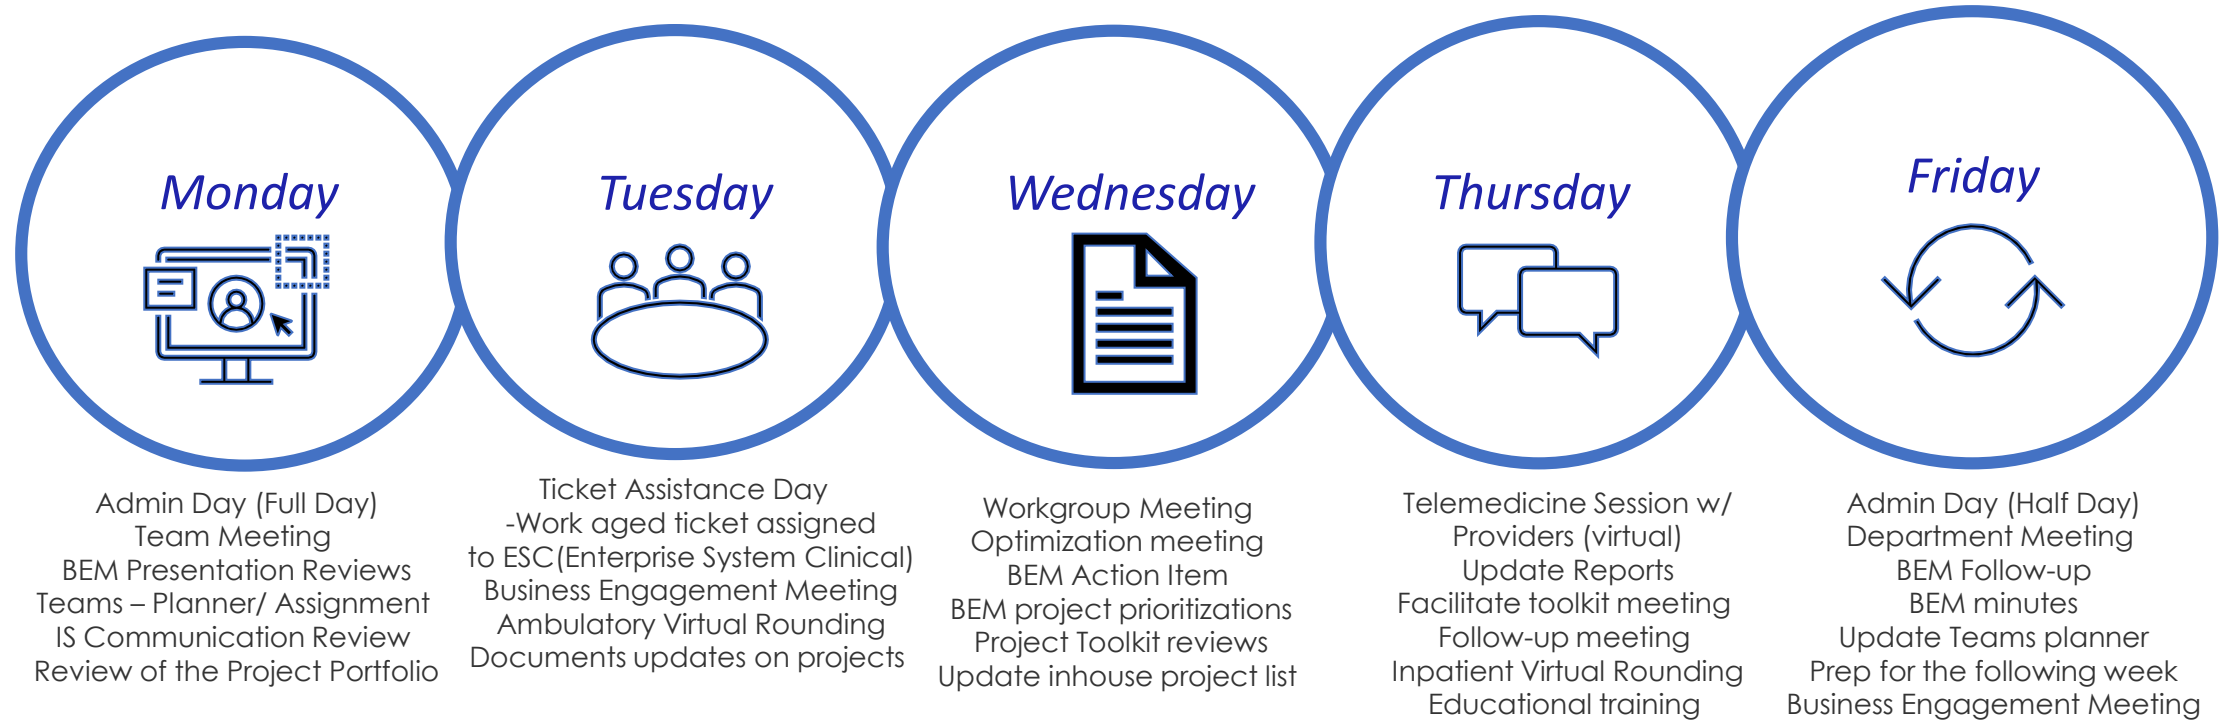 Monday
Admin Day (Full Day)
Team Meeting
BEM Presentation Reviews
Teams – Planner/ Assignment
IS Communication Review
Review of the Project Portfolio
Tuesday
Ticket Assistance Day
-Work aged ticket assigned
to ESC(Enterprise System Clinical)
Business Engagement Meeting
Ambulatory Virtual Rounding
Documents updates on projects
Wednesday
Workgroup Meeting
Optimization meeting
BEM Action Item
BEM project prioritizations
Project Toolkit reviews
Update inhouse project list
Thursday
Telemedicine Session w/
Providers (virtual)
Update Reports
Facilitate toolkit meeting
Follow-up meeting
Inpatient Virtual Rounding
Educational training
Friday
Admin Day (Half Day)
Department Meeting
BEM Follow-up
BEM minutes
Update Teams planner
Prep for the following week
Business Engagement Meeting